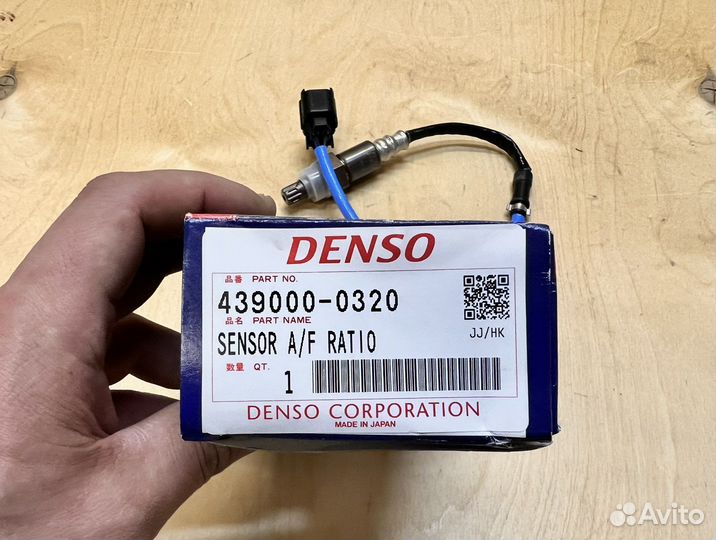 DENSO
品番 PART NO.
439000-0320
品名 PART NAME
JJ/HK
SENSOR A/F RATIO
数量 QT.
1
DENSO CORPORATION
MADE IN JAPAN
Avito